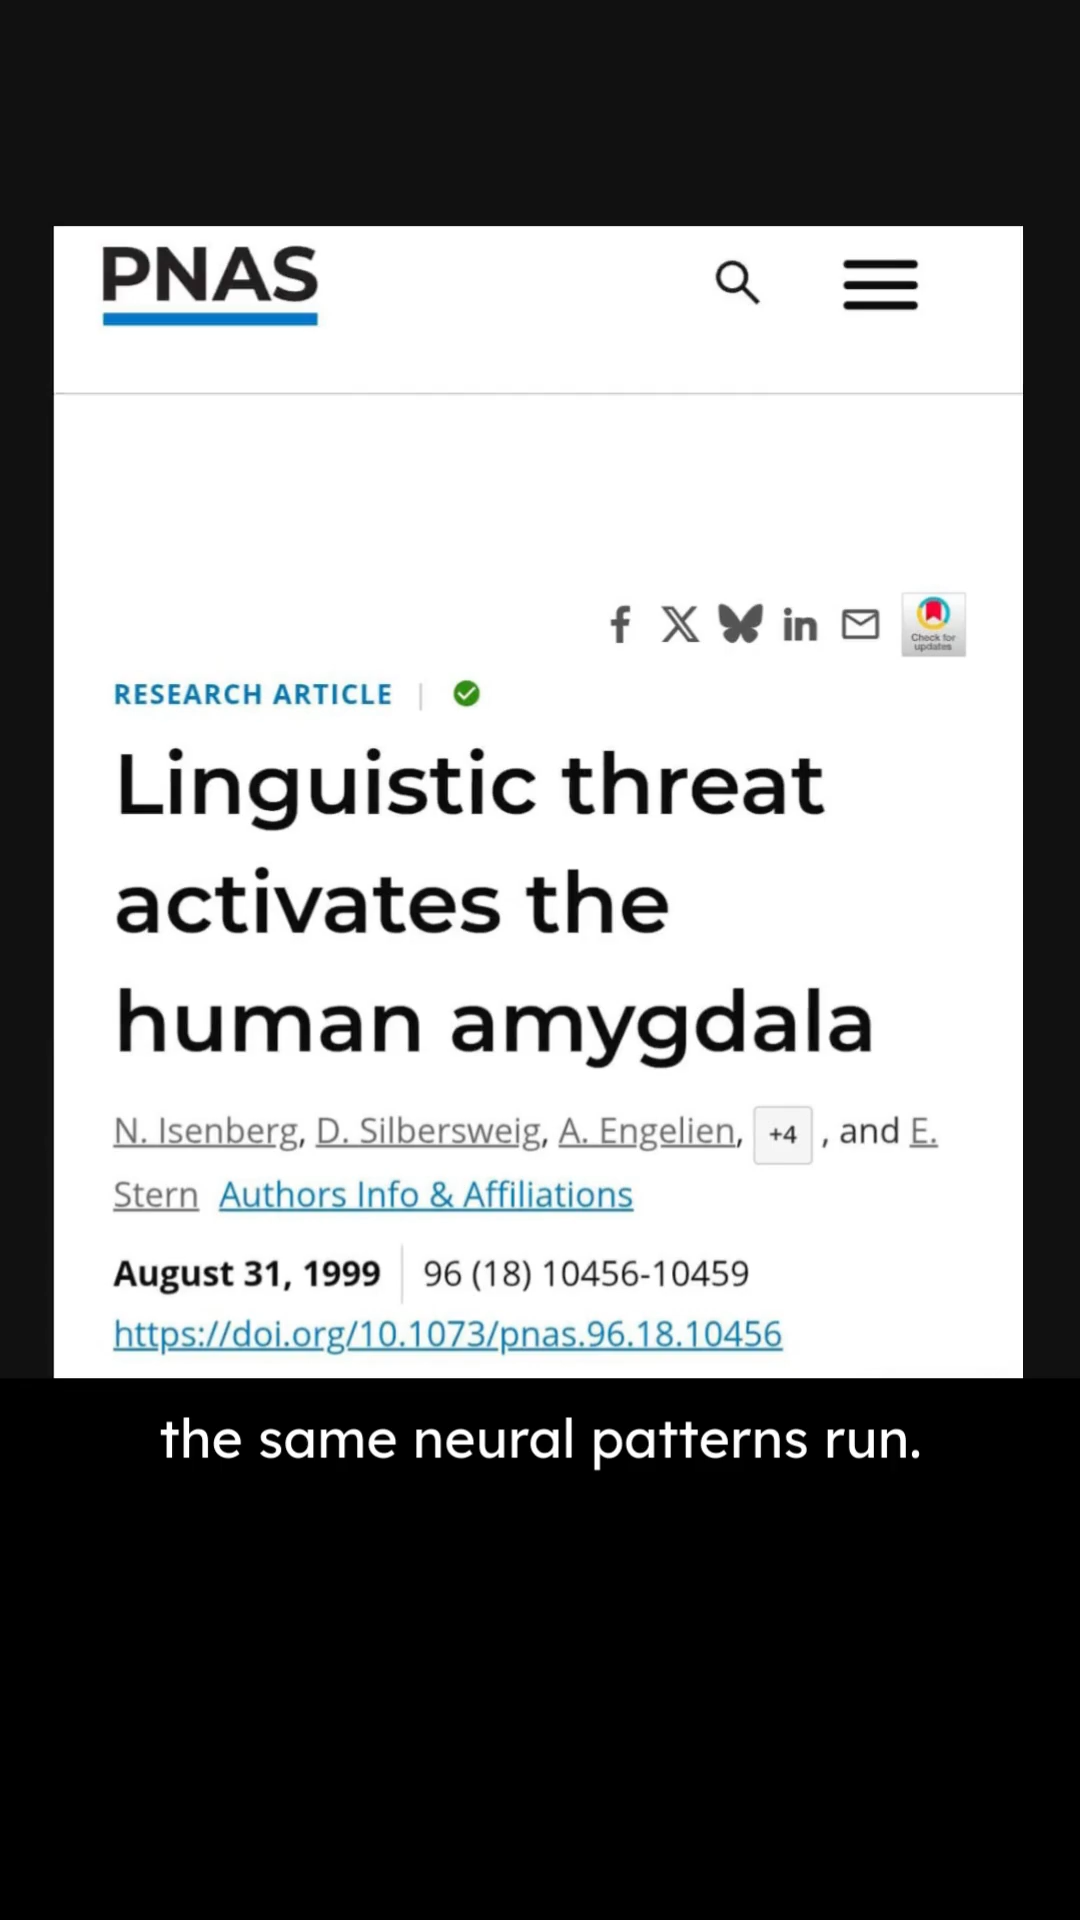 PNAS
Check for
updates
RESEARCH ARTICLE
Linguistic threat
activates the
human amygdala
N. Isenberg, D. Silbersweig, A. Engelien, +4 , and E.
Stern Authors Info & Affiliations
August 31, 1999 96 (18) 10456-10459
https://doi.org/10.1073/pnas.96.18.10456
the same neural patterns run.